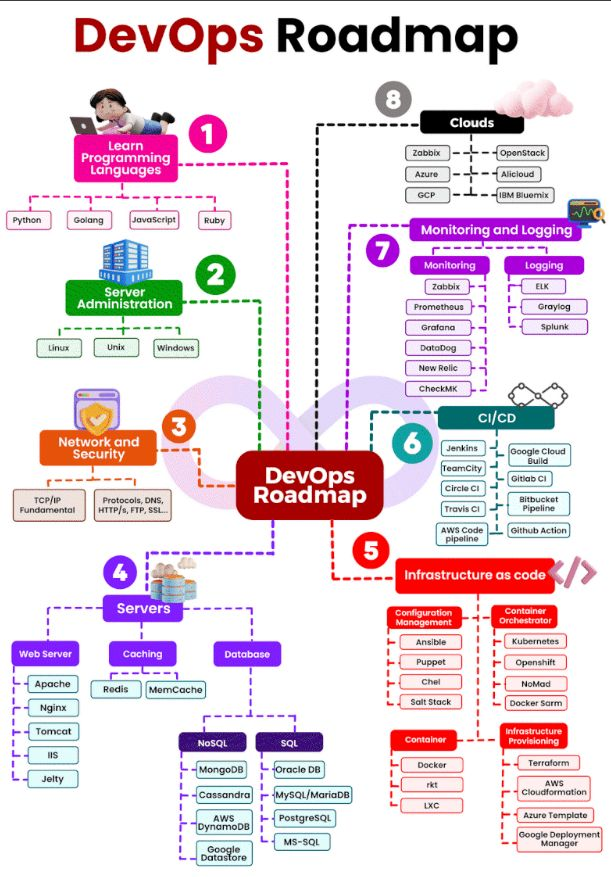 DevOps Roadmap
1
Learn
Programming
Languages
Python
Golang
JavaScript
Ruby
2
Server
Administration
Linux
Unix
Windows
3
Network and
Security
TCP/IP
Fundamental
Protocols, DNS,
HTTP/s, FTP, SSL...
DevOps
Roadmap
4
Servers
Web Server
Apache
Nginx
Tomcat
IIS
Jelty
Caching
Redis
MemCache
Database
NoSQL
MongoDB
Cassandra
AWS
DynamoDB
Google
Datastore
SQL
Oracle DB
MySQL/MariaDB
PostgreSQL
MS-SQL
5
Infrastructure as code
</>
Configuration
Management
Ansible
Puppet
Chel
Salt Stack
Container
Orchestrator
Kubernetes
Openshift
NoMad
Docker Sarm
Container
Docker
rkt
LXC
Infrastructure
Provisioning
Terraform
AWS
Cloudformation
Azure Template
Google Deployment
Manager
6
CI/CD
Jenkins
TeamCity
Circle CI
Travis CI
AWS Code
pipeline
Google Cloud
Build
Gitlab CI
Bitbucket
Pipeline
Github Action
7
Monitoring and Logging
Monitoring
Zabbix
Prometheus
Grafana
DataDog
New Relic
CheckMK
Logging
ELK
Graylog
Splunk
8
Clouds
Zabbix
OpenStack
Azure
Alicloud
GCP
IBM Bluemix